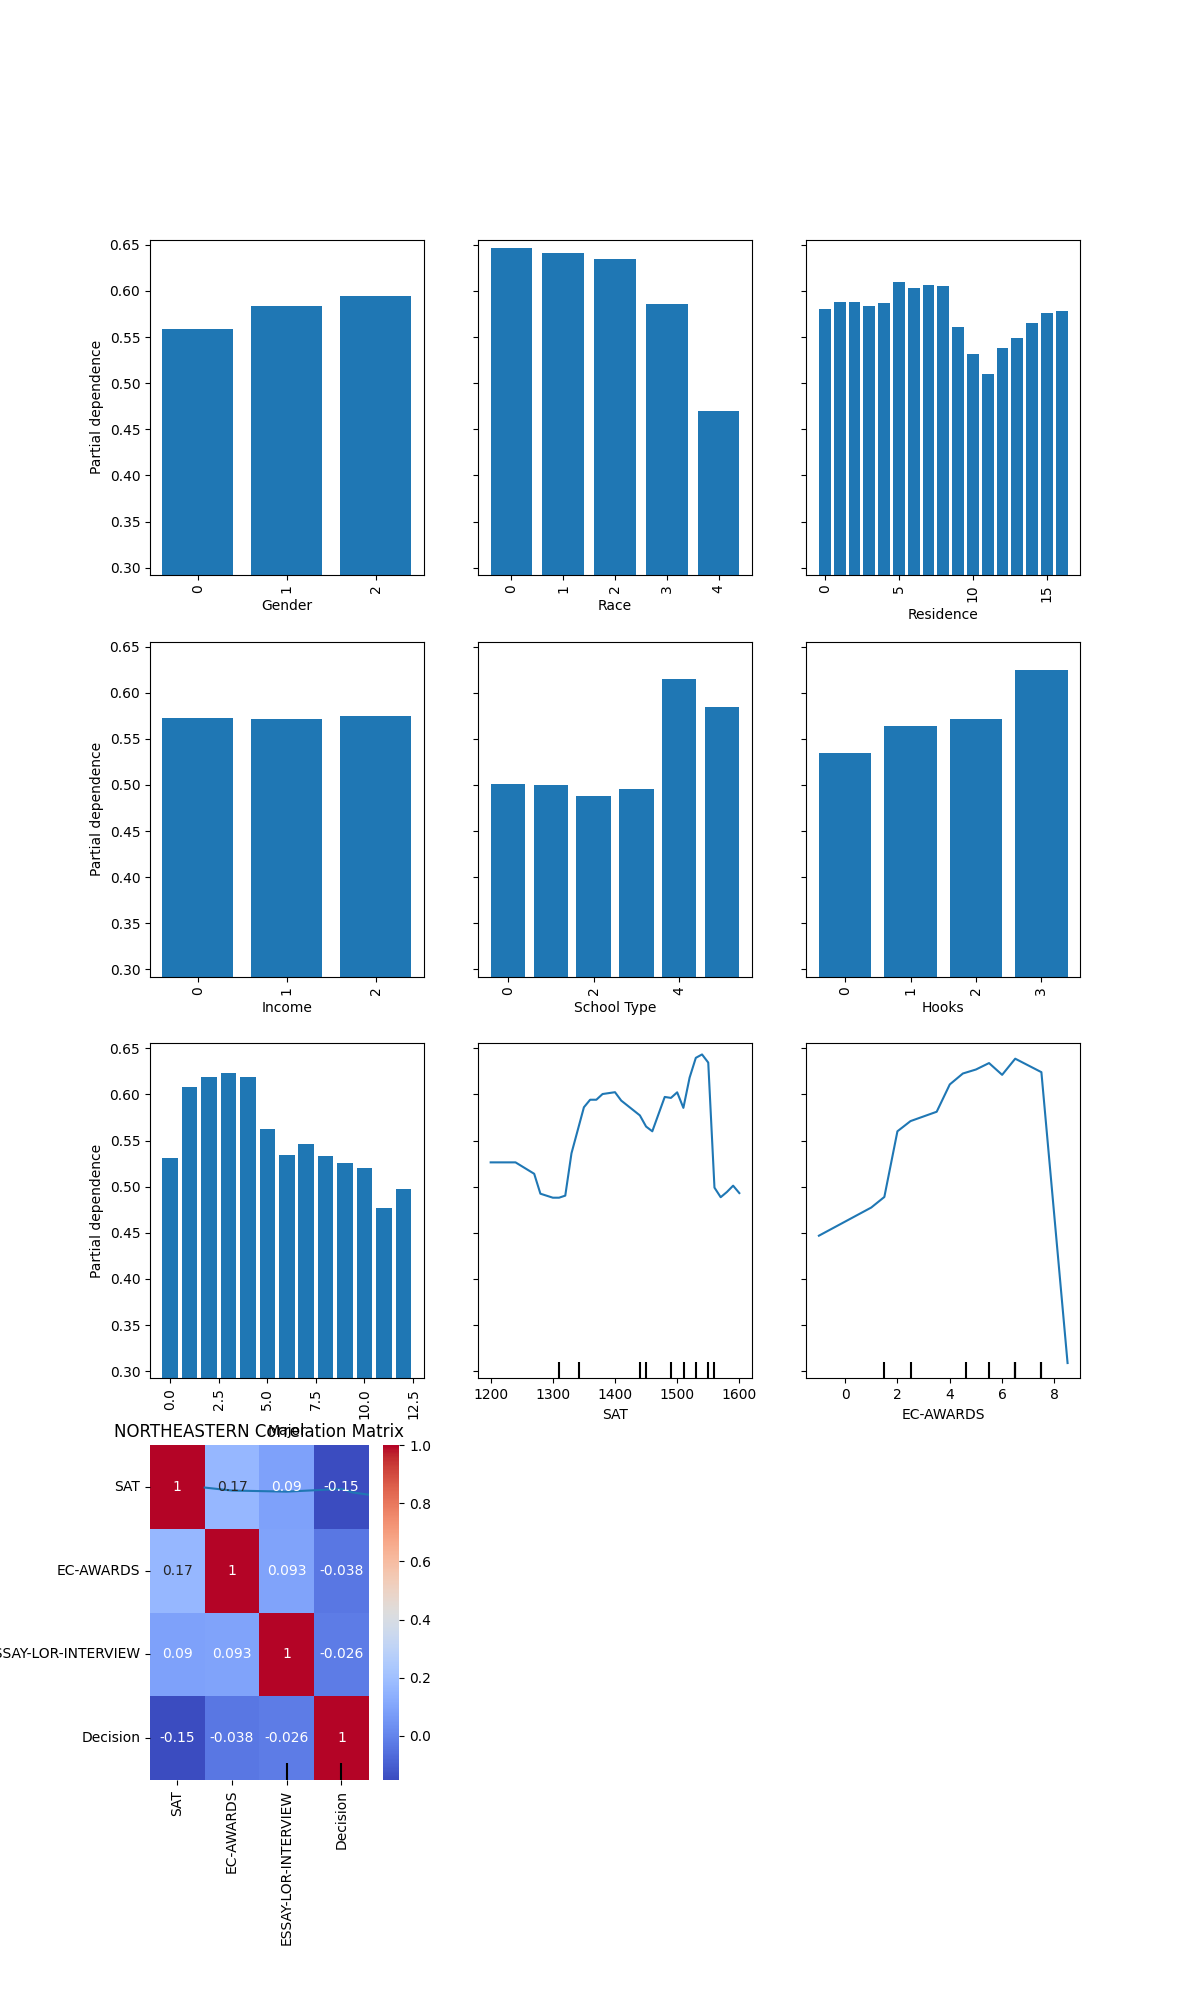 0.65
0.60
0.55
0.50
0.45
0.40
0.35
0.30
Partial dependence
0 1 2
Gender
0 1 2 3 4
Race
0 5 10 15
Residence
0.65
0.60
0.55
0.50
0.45
0.40
0.35
0.30
Partial dependence
0 1 2
Income
0 2 4
School Type
0 1 2 3
Hooks
0.65
0.60
0.55
0.50
0.45
0.40
0.35
0.30
Partial dependence
0.0 2.5 5.0 7.5 10.0 12.5
Major
1200 1300 1400 1500 1600
SAT
0 2 4 6 8
EC-AWARDS
NORTHEASTERN Correlation Matrix
SAT 1 0.17 0.09 -0.15
EC-AWARDS 0.17 1 0.093 -0.038
SSAY-LOR-INTERVIEW 0.09 0.093 1 -0.026
Decision -0.15 -0.038 -0.026 1
SAT EC-AWARDS ESSAY-LOR-INTERVIEW Decision
1.0
0.8
0.6
0.4
0.2
0.0